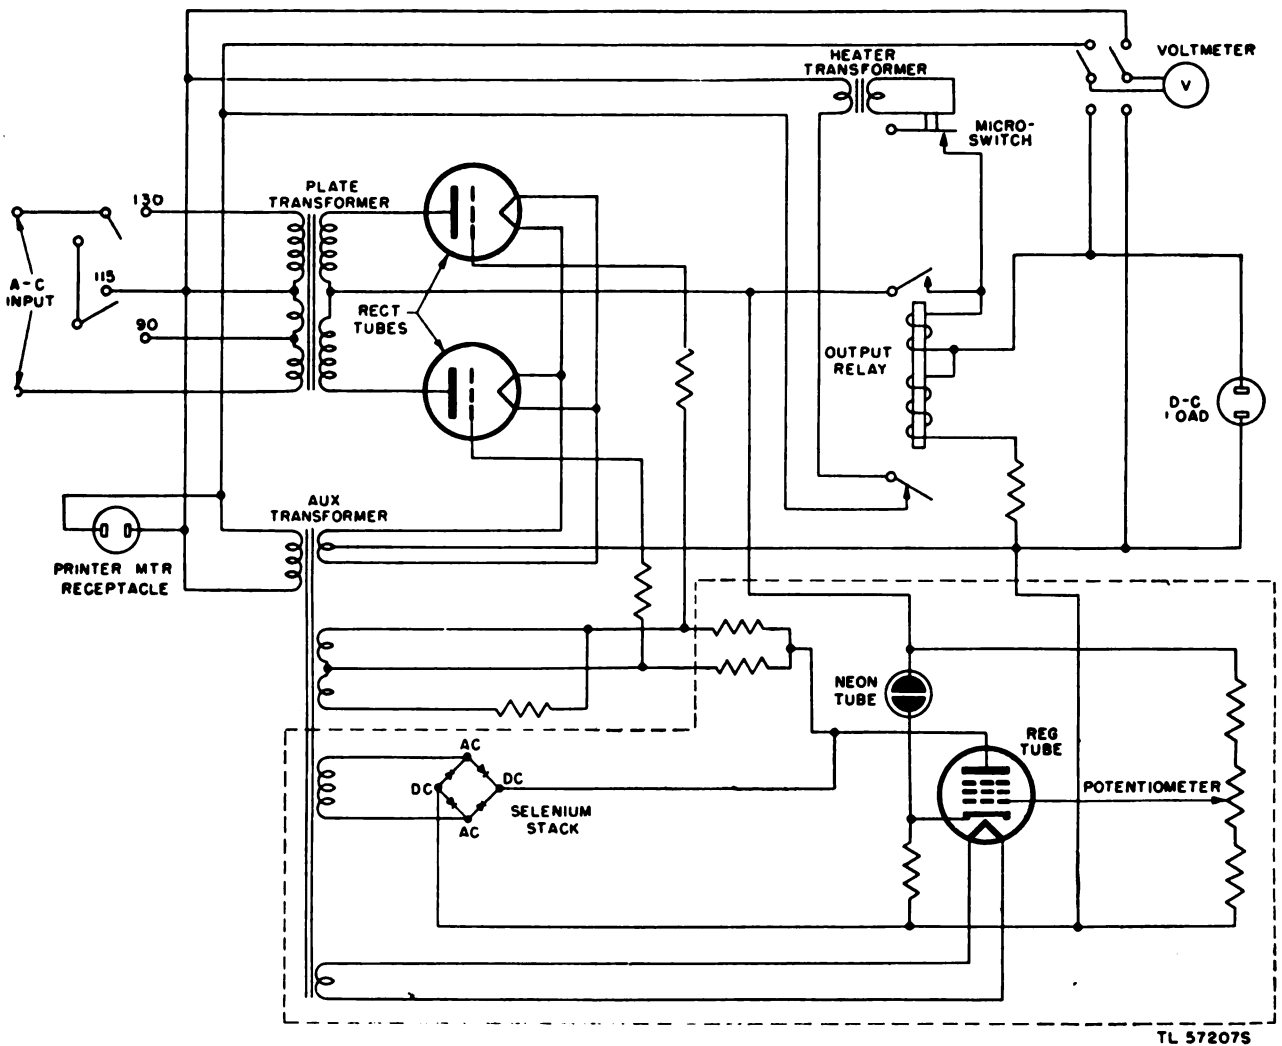 HEATER
TRANSFORMER
VOLTMETER
V
MICRO-
SWITCH
130
PLATE
TRANSFORMER
A-C
INPUT
115
90
RECT
TUBES
OUTPUT
RELAY
D-C
OAD
AUX
TRANSFORMER
PRINTER MTR
RECEPTACLE
NEON
TUBE
REG
TUBE
AC
DC
DC
AC
SELENIUM
STACK
POTENTIOMETER
TL 57207S